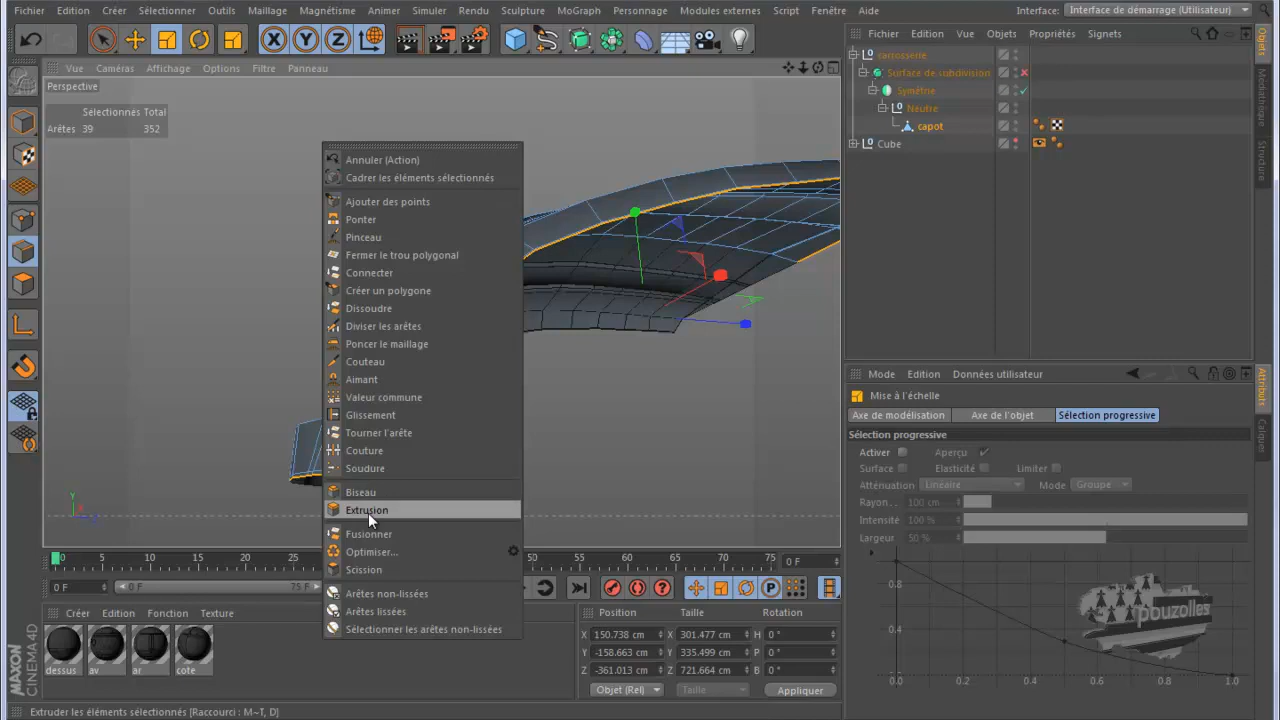 Fichier Edition Créer Sélectionner Outils Maillage Magnétisme Animer Simuler Rendu Sculpture MoGraph Personnage Modules externes Script Fenêtre Aide Interface: Interface de démarrage (Utilisateur)
Fichier Edition Vue Objets Propriétés Signets
Vue Caméras Affichage Options Filtre Panneau
Perspective
Sélectionnés Total
Arêtes 39 352
carrosserie
Surface de subdivision
Symétrie
Neutre
capot
Cube
Objets
Médiathèque
Structure
Annuler (Action)
Cadrer les éléments sélectionnés
Ajouter des points
Ponter
Pinceau
Fermer le trou polygonal
Connecter
Créer un polygone
Dissoudre
Diviser les arêtes
Poncer le maillage
Couteau
Aimant
Valeur commune
Glissement
Tourner l'arête
Couture
Soudure
Biseau
Extrusion
Fusionner
Optimiser...
Scission
Arêtes non-lissées
Arêtes lissées
Sélectionner les arêtes non-lissées
Y
X
Mode Edition Données utilisateur
Mise à l'échelle
Axe de modélisation Axe de l'objet Sélection progressive
Sélection progressive
Activer Aperçu
Surface Elasticité Limiter
Atténuation Linéaire Mode Groupe
Rayon . . 100 cm
Intensité 100 %
Largeur 50 %
0.8
0.4
0.0 0.2 0.4 0.6 0.8 1.0
pouzolles
Attributs
Calques
0 5 10 15 20 25 50 55 60 65 70 75 0 F
0 F 0 F 75 F
Créer Edition Fonction Texture
dessus av ar cote
MAXON
CINEMA 4D
Position Taille Rotation
X 150.738 cm X 301.477 cm H 0 °
Y -158.663 cm Y 335.499 cm P 0 °
Z -361.013 cm Z 721.664 cm B 0 °
Objet (Rel) Taille Appliquer
Extruder les éléments sélectionnés (Raccourci : M~T, D)